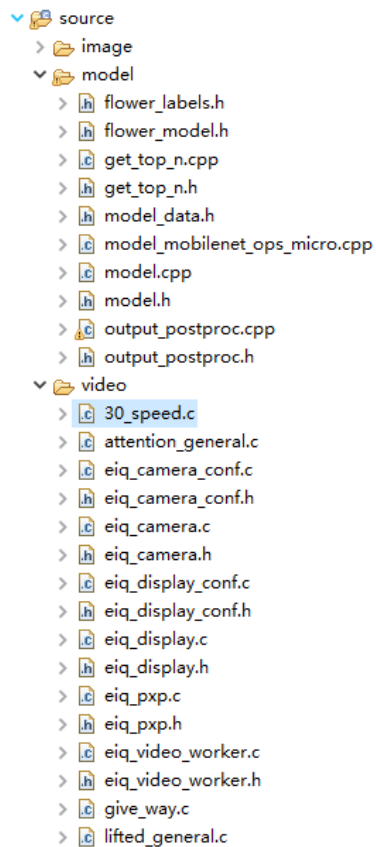 source
image
model
flower_labels.h
flower_model.h
get_top_n.cpp
get_top_n.h
model_data.h
model_mobilenet_ops_micro.cpp
model.cpp
model.h
output_postproc.cpp
output_postproc.h
video
30_speed.c
attention_general.c
eiq_camera_conf.c
eiq_camera_conf.h
eiq_camera.c
eiq_camera.h
eiq_display_conf.c
eiq_display_conf.h
eiq_display.c
eiq_display.h
eiq_pxp.c
eiq_pxp.h
eiq_video_worker.c
eiq_video_worker.h
give_way.c
lifted_general.c